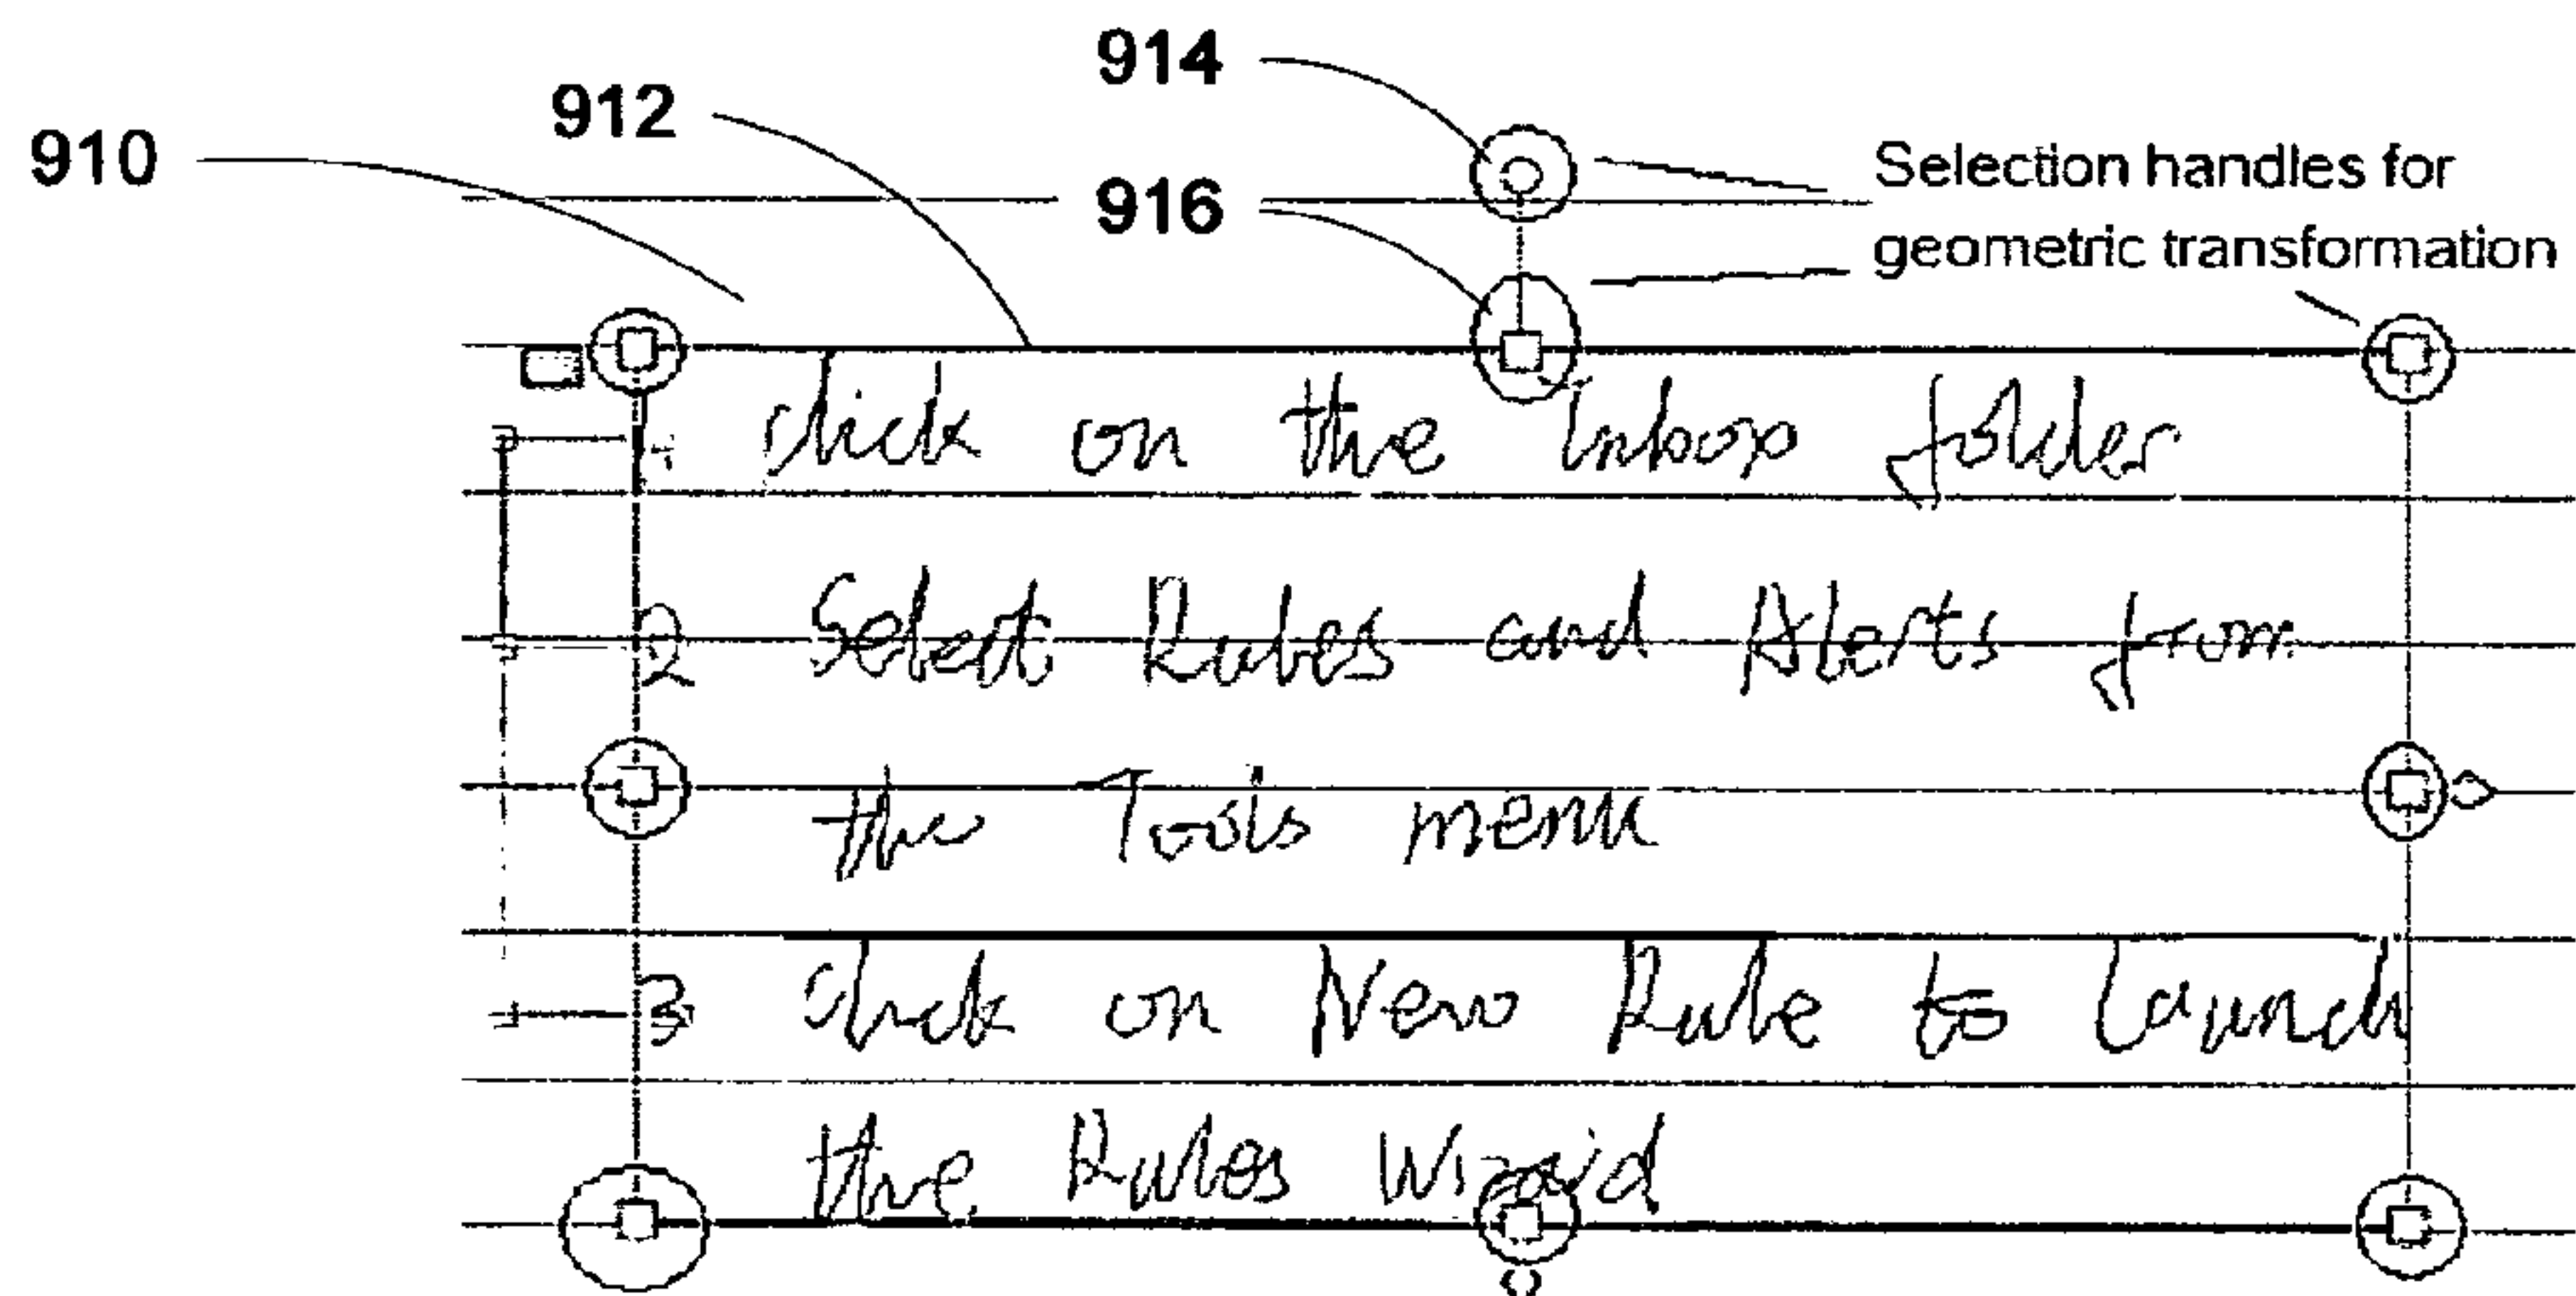 914
912
910
916
Selection handles for
geometric transformation
1 click on the Inbox folder
2 Select Rules and Alerts from
the Tools menu
3 click on New Rule to launch
the Rules Wizard